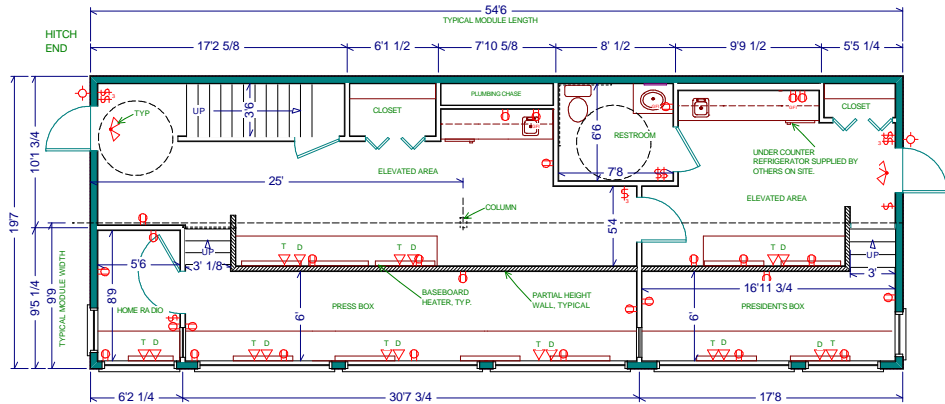 54'6
TYPICAL MODULE LENGTH
HITCH
END
17'2 5/8
6'1 1/2
7'10 5/8
8' 1/2
9'9 1/2
5'5 1/4
PLUMBING CHASE
TYP
UP
3'6
CLOSET
CLOSET
RESTROOM
6'6
7'8
UNDER COUNTER
REFRIGERATOR SUPPLIED BY
OTHERS ON SITE.
10'1 3/4
19'7
ELEVATED AREA
25'
COLUMN
ELEVATED AREA
5'4
9'5 1/4
9'9
TYPICAL MODULE WIDTH
5'6
8'9
UP
3' 1/8
T D
T D
T D
UP
3'
HOME RADIO
PRESS BOX
6'
BASEBOARD
HEATER, TYP.
PARTIAL HEIGHT
WALL, TYPICAL
16'11 3/4
6'
PRESIDENT'S BOX
T D
T D
T D
T D
D T
6'2 1/4
30'7 3/4
17'8